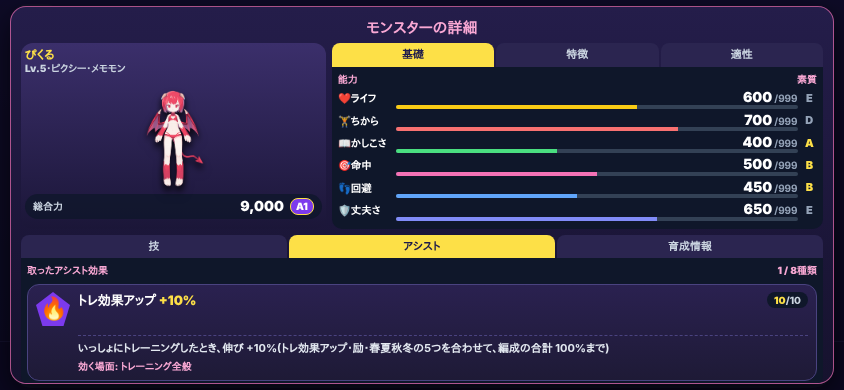 モンスターの詳細
ぴくる
Lv.5・ピクシー・メモモン
総合力 9,000 A1
基礎 特徴 適性
能力 素質
ライフ 600 /999 E
ちから 700 /999 D
かしこさ 400 /999 A
命中 500 /999 B
回避 450 /999 B
丈夫さ 650 /999 E
技 アシスト 育成情報
取ったアシスト効果 1 / 8種類
トレ効果アップ +10% 10/10
いっしょにトレーニングしたとき、伸び +10%(トレ効果アップ・励・春夏秋冬の5つを合わせて、編成の合計 100%まで)
効く場面: トレーニング全般